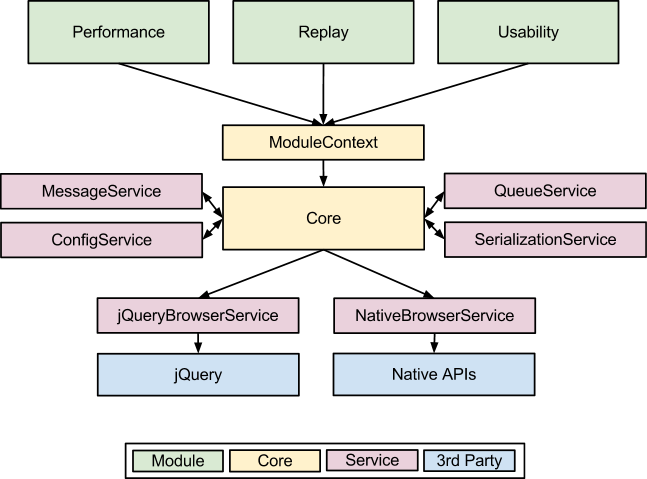 Performance
Replay
Usability
ModuleContext
MessageService
QueueService
Core
ConfigService
SerializationService
jQueryBrowserService
NativeBrowserService
jQuery
Native APIs
Module
Core
Service
3rd Party